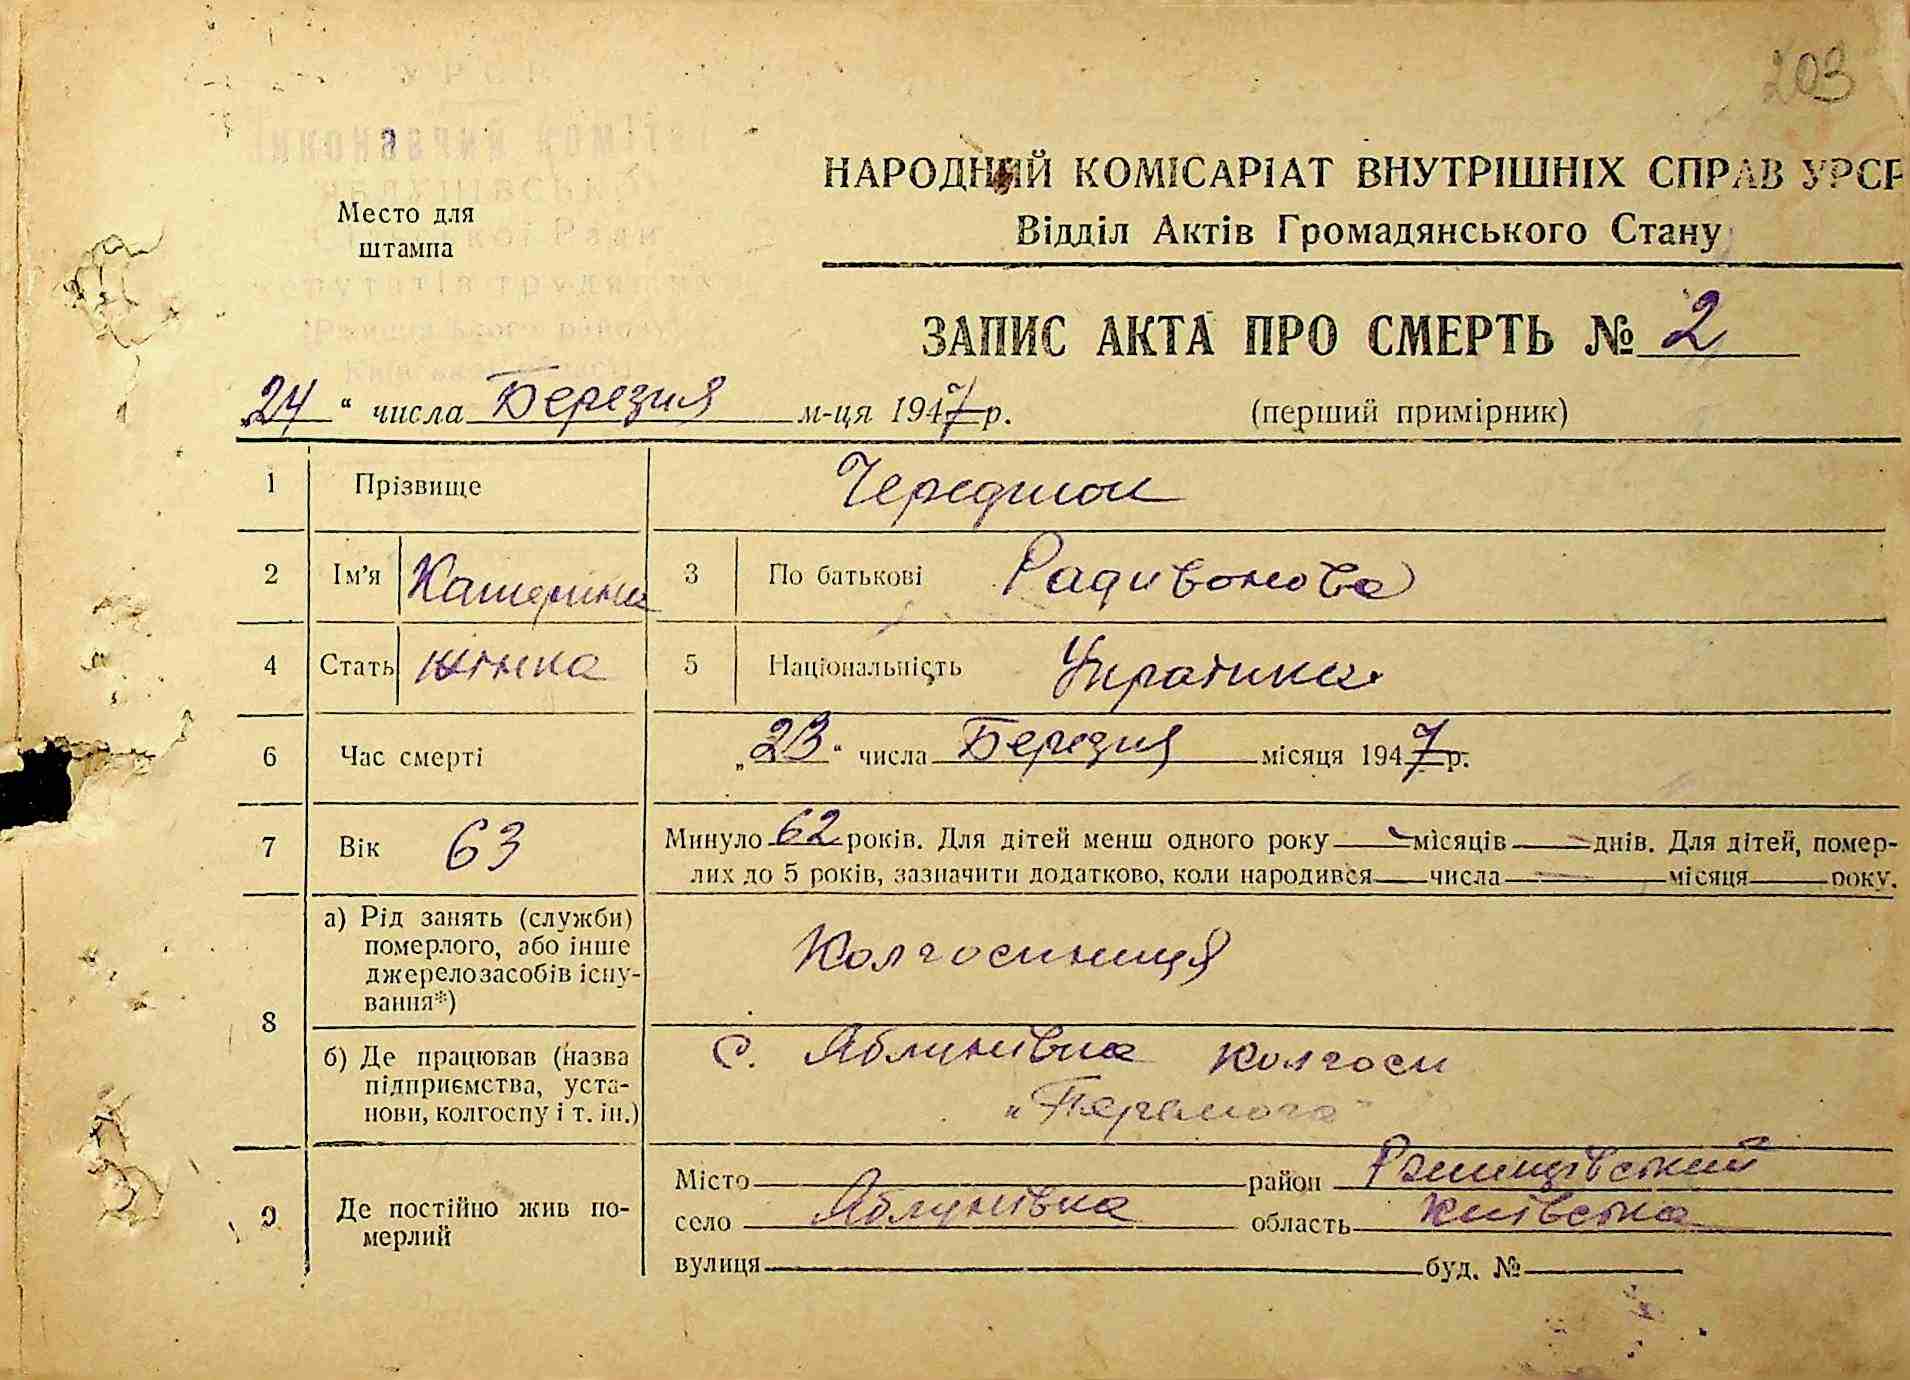 203
НАРОДНИЙ КОМІСАРІАТ ВНУТРІШНІХ СПРАВ УРСР
Место для штампа
Відділ Актів Громадянського Стану
ЗАПИС АКТА ПРО СМЕРТЬ № 2
„24“ числа Березня м-ця 1947 р. (перший примірник)
1 Прізвище
2 Ім'я Катерина 3 По батькові Радивонова
4 Стать жінка 5 Національність Українка
6 Час смерті „23“ числа Березня місяця 1947 р.
7 Вік 63 Минуло 62 років. Для дітей менш одного року — місяців — днів. Для дітей, помер-
лих до 5 років, зазначити додатково, коли народився — числа — місяця — року.
8 а) Рід занять (служби) померлого, або інше джерело засобів існу-вання*) Колгоспниця
б) Де працював (назва підприємства, уста-нови, колгоспу і т. ін.) с. Яблунівка колгосп
„Перемога“
9 Де постійно жив по-мерлий
Місто — район Ржищівський
село Яблунівка область Київська
вулиця — буд. № —